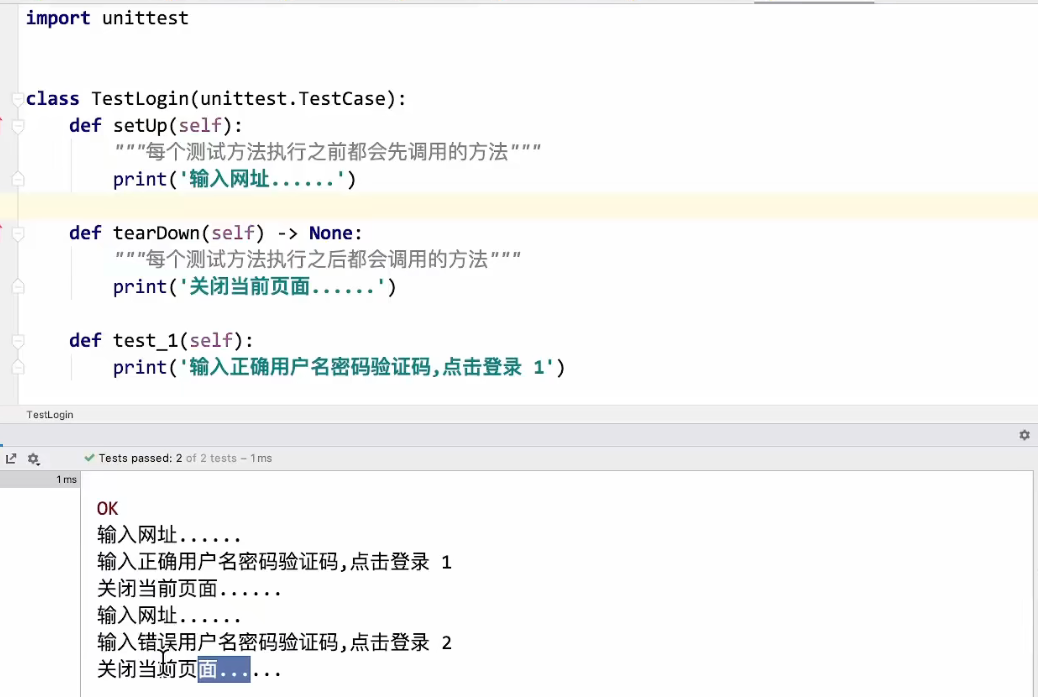 import unittest
class TestLogin(unittest.TestCase):
def setUp(self):
"""每个测试方法执行之前都会先调用的方法"""
print('输入网址......')
def tearDown(self) -> None:
"""每个测试方法执行之后都会调用的方法"""
print('关闭当前页面......')
def test_1(self):
print('输入正确用户名密码验证码,点击登录 1')
TestLogin
Tests passed: 2 of 2 tests – 1 ms
1 ms
OK
输入网址......
输入正确用户名密码验证码,点击登录 1
关闭当前页面......
输入网址......
输入错误用户名密码验证码,点击登录 2
关闭当前页面......